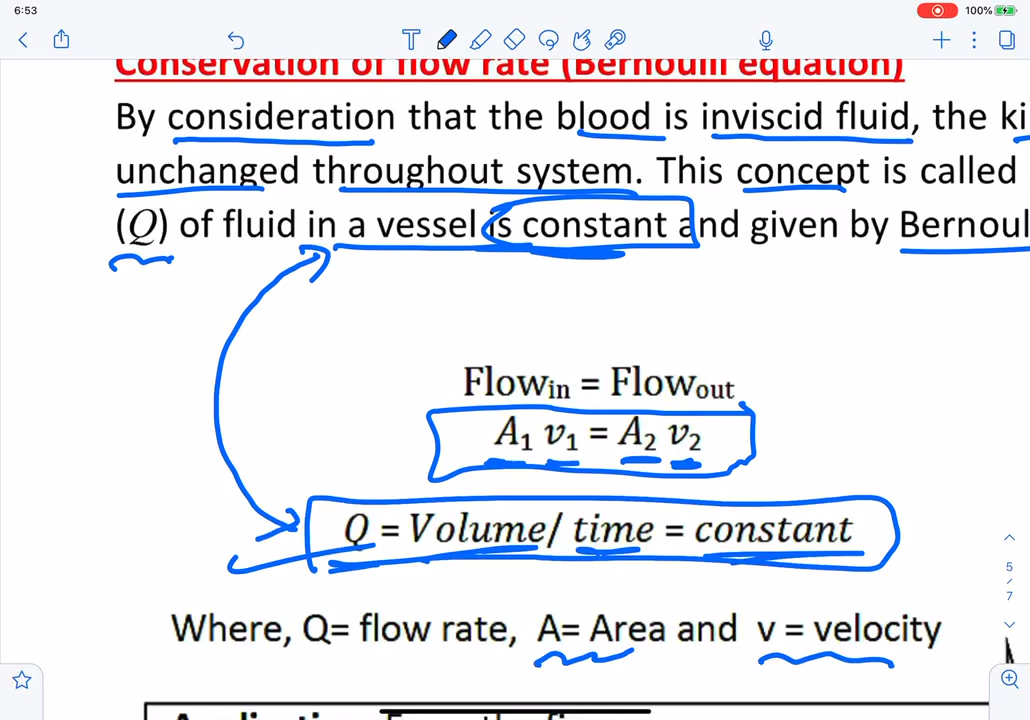 6:53
100%
Conservation of flow rate (Bernoulli equation)
By consideration that the blood is inviscid fluid, the ki
unchanged throughout system. This concept is called
(Q) of fluid in a vessel is constant and given by Bernoul
Flowin = Flowout
A1 v1 = A2 v2
Q = Volume/ time = constant
Where, Q= flow rate, A= Area and v = velocity
5
/
7